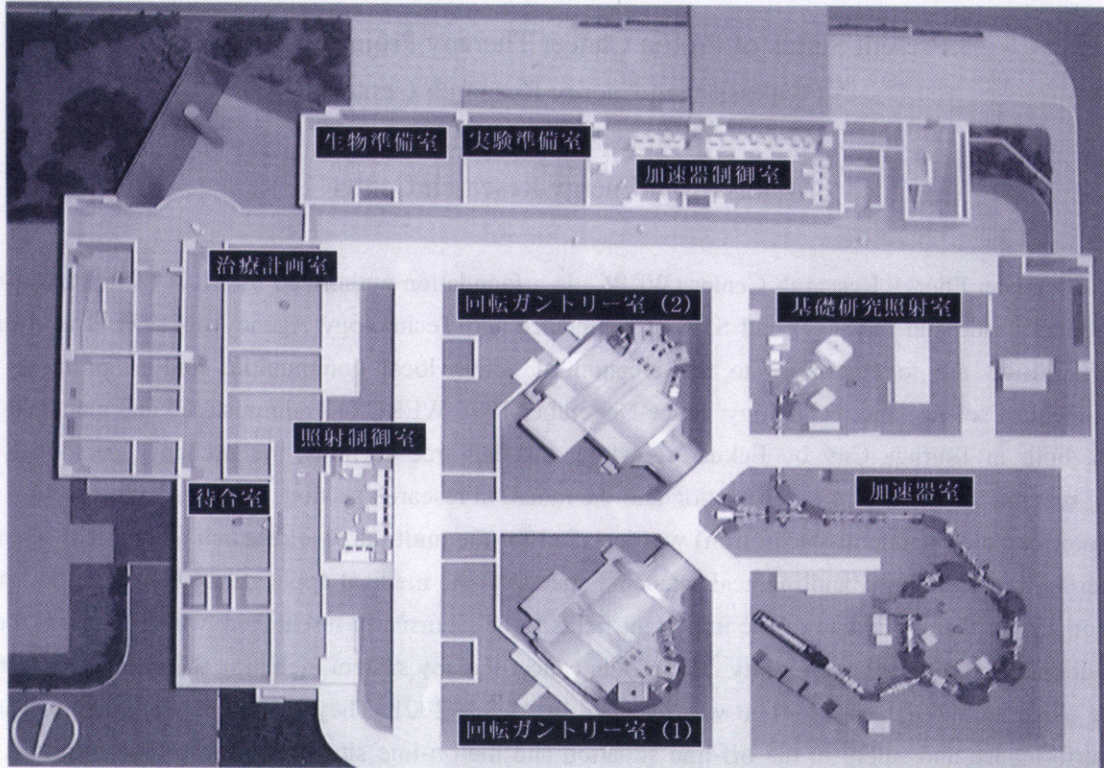 生物準備室
実験準備室
加速器制御室
治療計画室
回転ガントリー室 (2)
基礎研究照射室
照射制御室
待合室
加速器室
回転ガントリー室 (1)